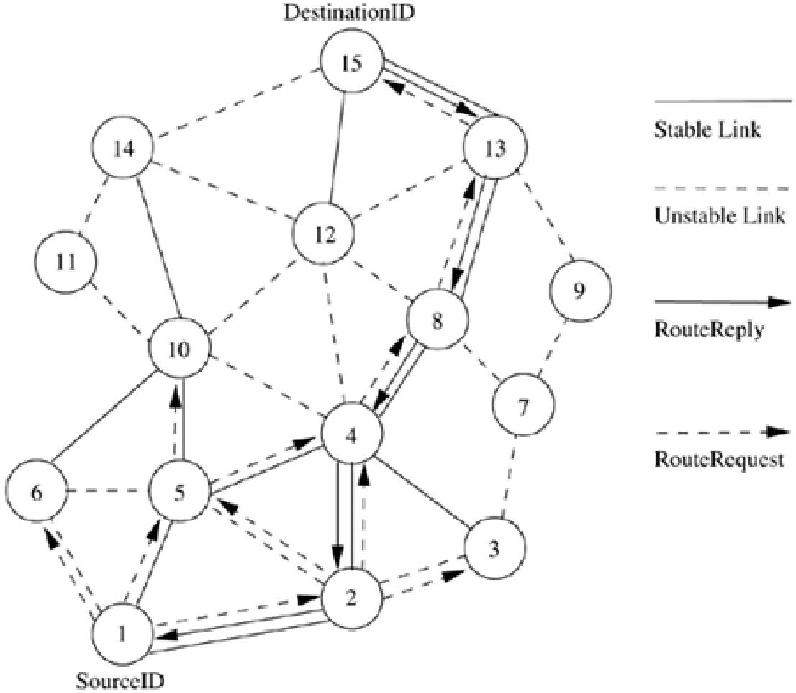 DestinationID
15
14
13
12
11
9
8
10
7
4
6
5
3
2
1
SourceID
Stable Link
Unstable Link
RouteReply
RouteRequest